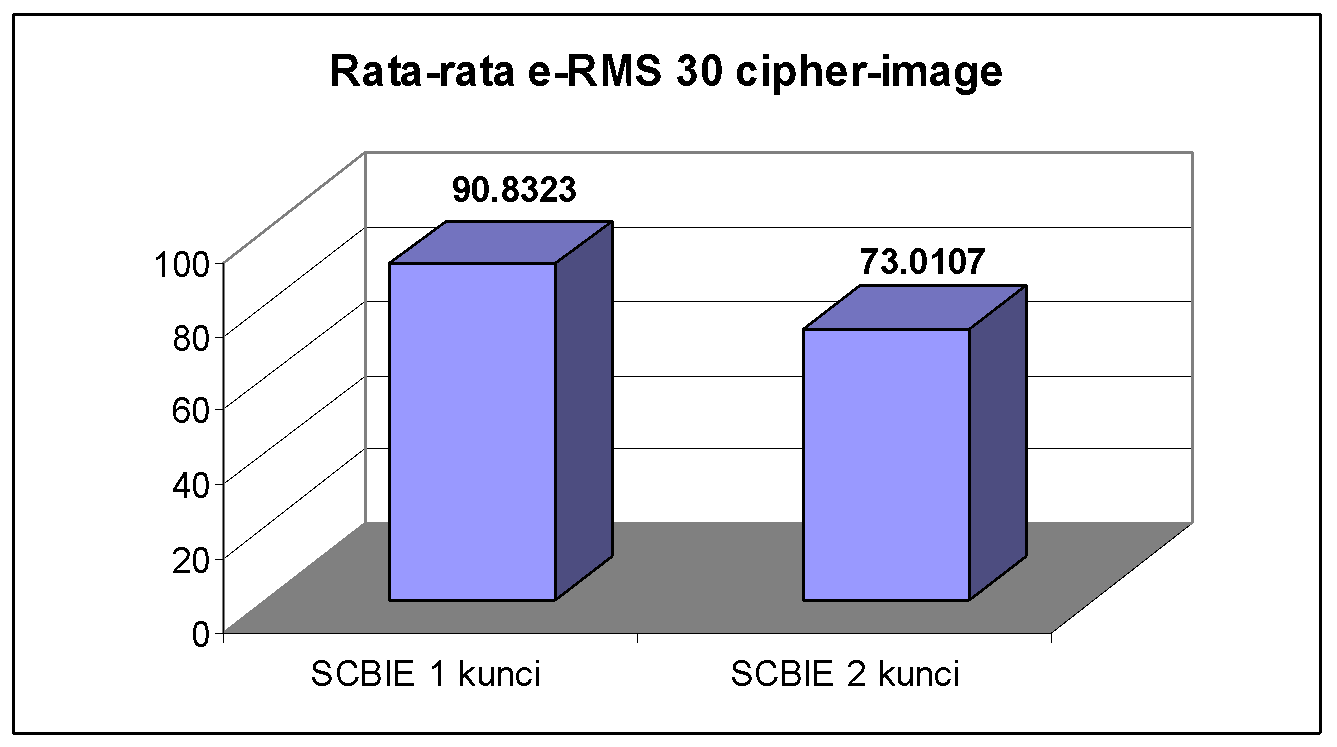 Rata-rata e-RMS 30 cipher-image
90.8323
73.0107
100
80
60
40
20
0
SCBIE 1 kunci
SCBIE 2 kunci